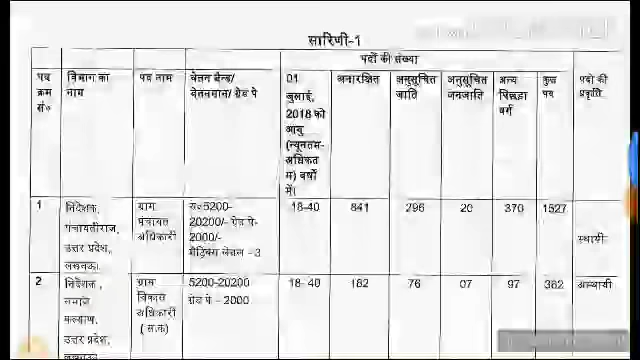 सारिणी-1
पदों की संख्या
पद क्रम सं०
विभाग का नाम
पद नाम
वेतन बैन्ड/ वेतनमान/ ग्रेड पे
01 जुलाई, 2018 को आयु (न्यूनतम-अधिकतम) वर्षों में।
अनारक्षित
अनुसूचित जाति
अनुसूचित जनजाति
अन्य पिछड़ा वर्ग
कुल पद
पदो की प्रकृति
1
निदेशक, पंचायतीराज, उत्तर प्रदेश, लखनऊ
ग्राम पंचायत अधिकारी
रू०5200-20200/- ग्रेड पे-2000/- मैट्रिक्स लेवल -3
18-40
841
296
20
370
1527
स्थायी
2
निदेशक, समाज कल्याण, उत्तर प्रदेश, लखनऊ
ग्राम विकास अधिकारी (स.क)
5200-20200 ग्रेड पे - 2000
18- 40
182
76
07
97
362
अस्थायी